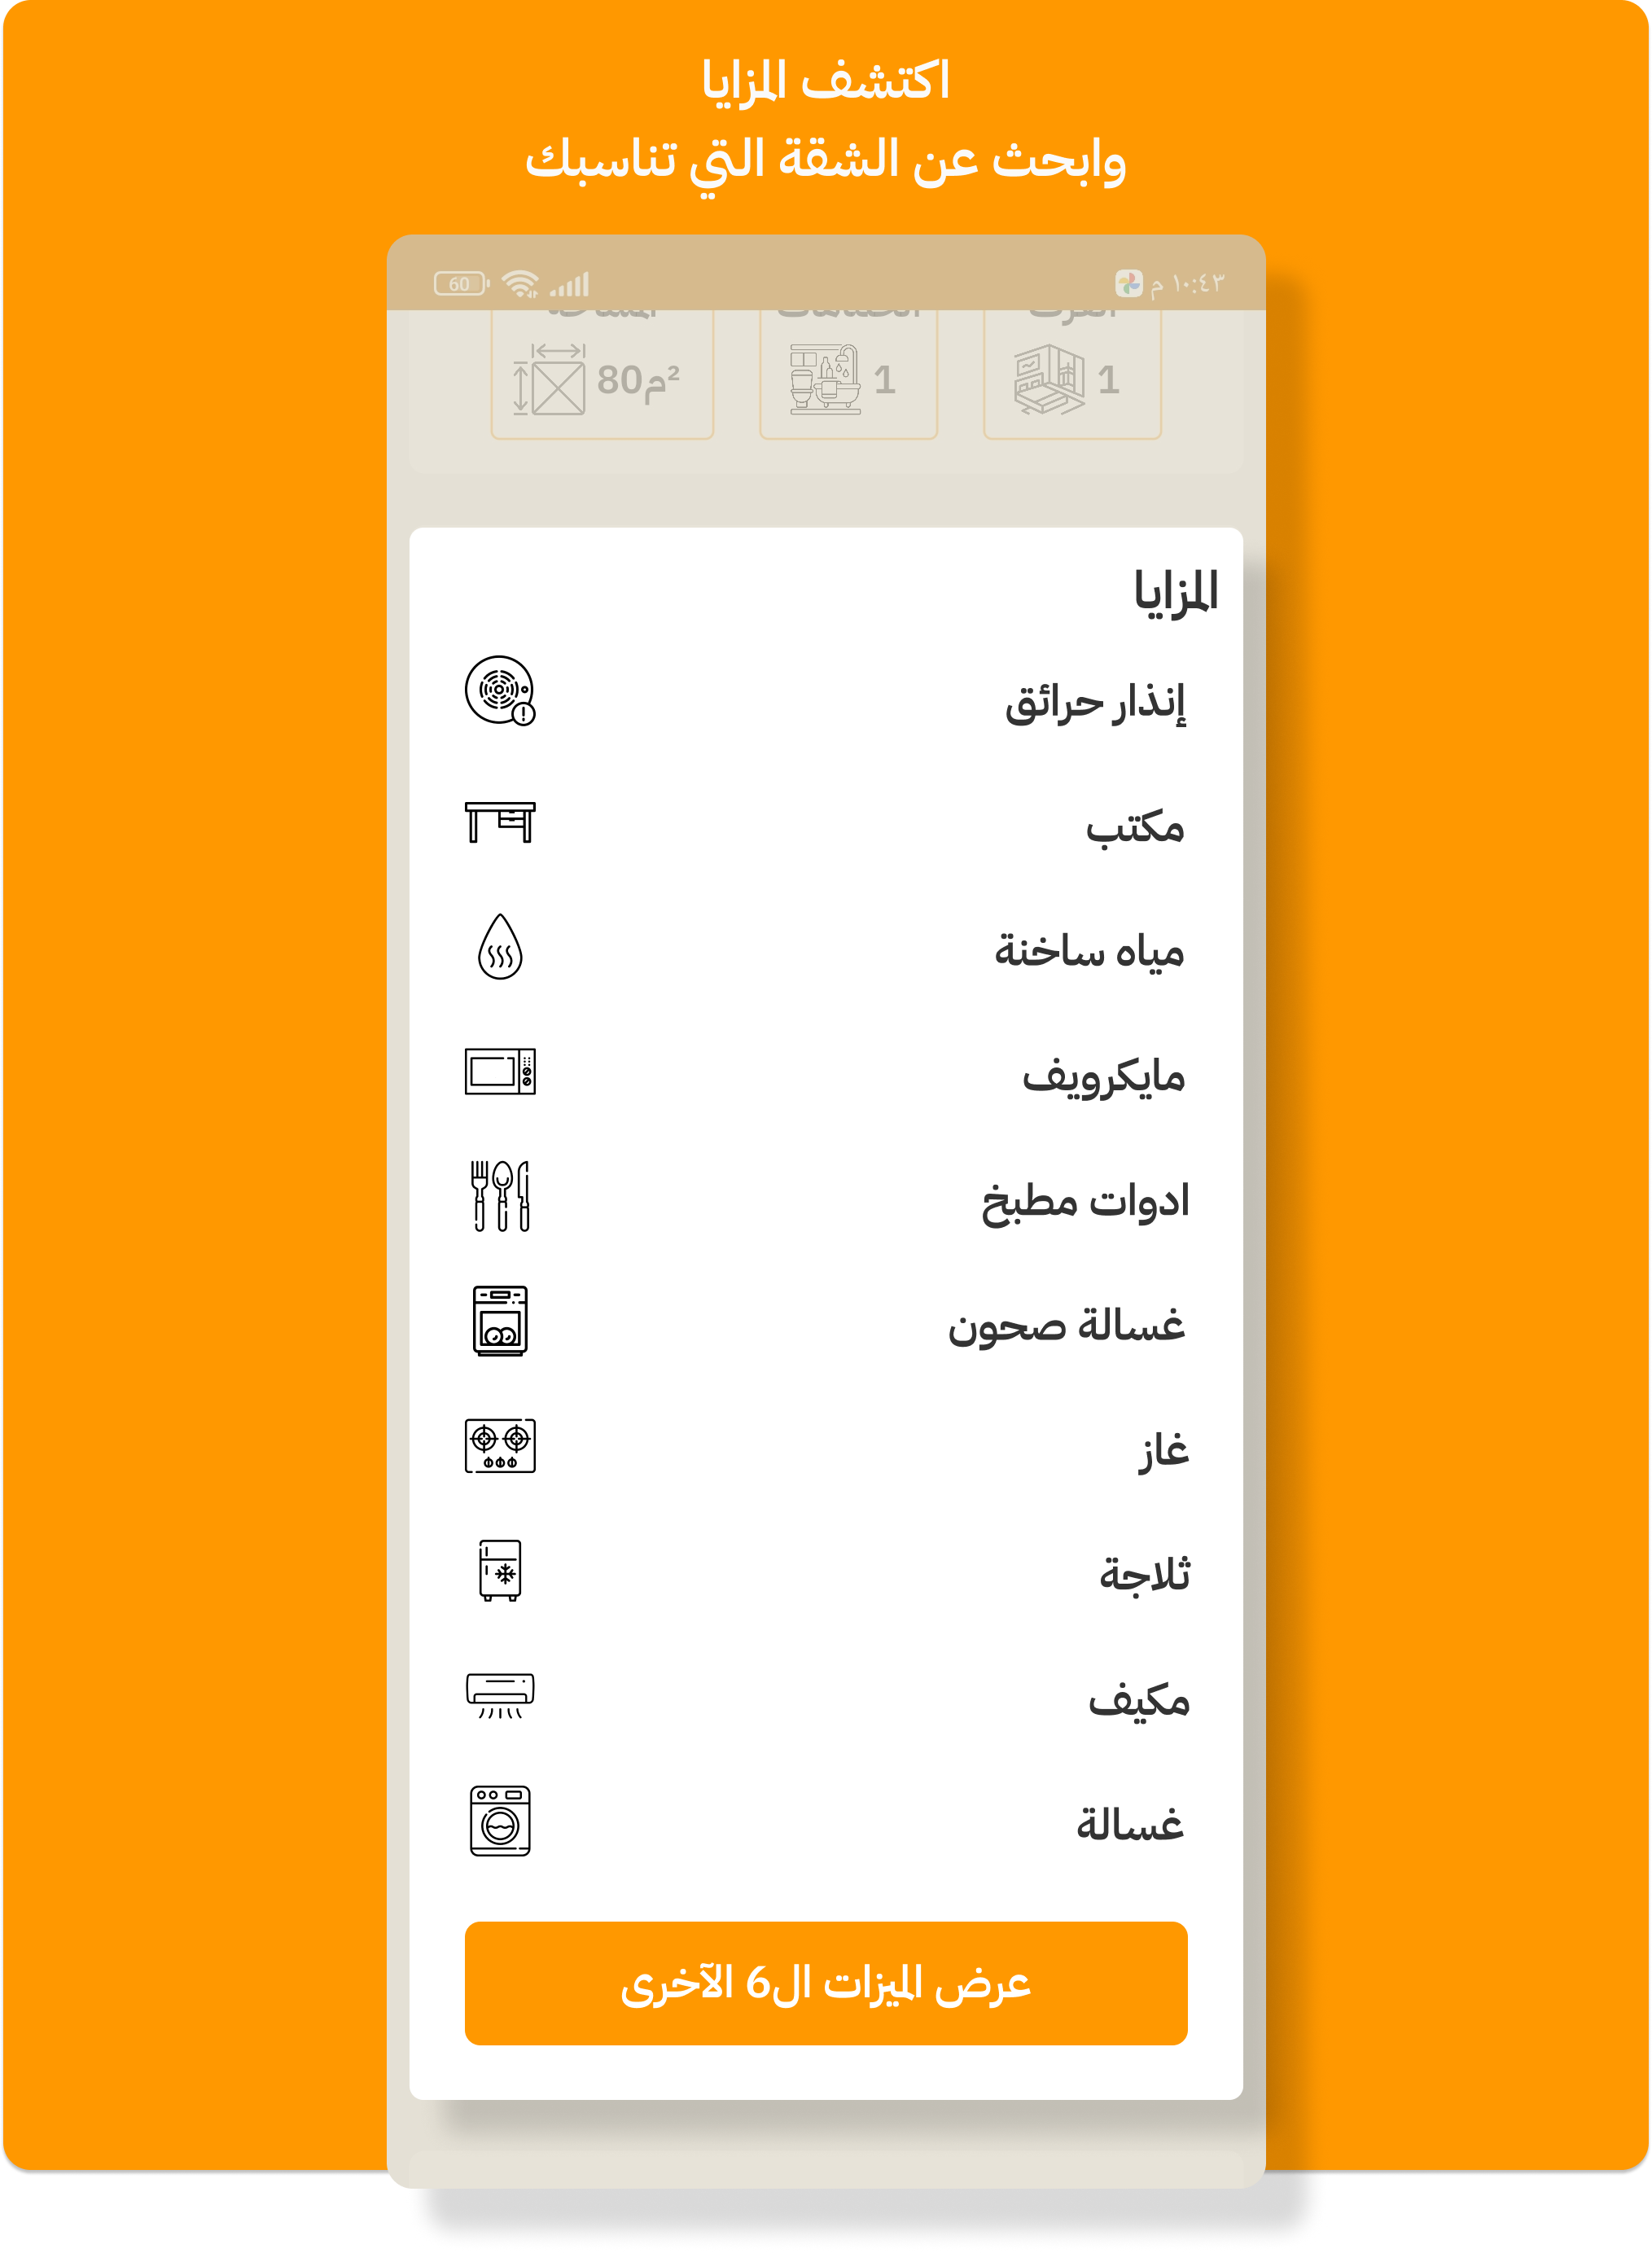 اكتشف المزايا
وابحث عن الشقة التي تناسبك
١٠:٤٣ م
60
1
1
80م²
المزايا
إنذار حرائق
مكتب
مياه ساخنة
مايكرويف
ادوات مطبخ
غسالة صحون
غاز
ثلاجة
مكيف
غسالة
عرض الميزات ال6 الآخرى